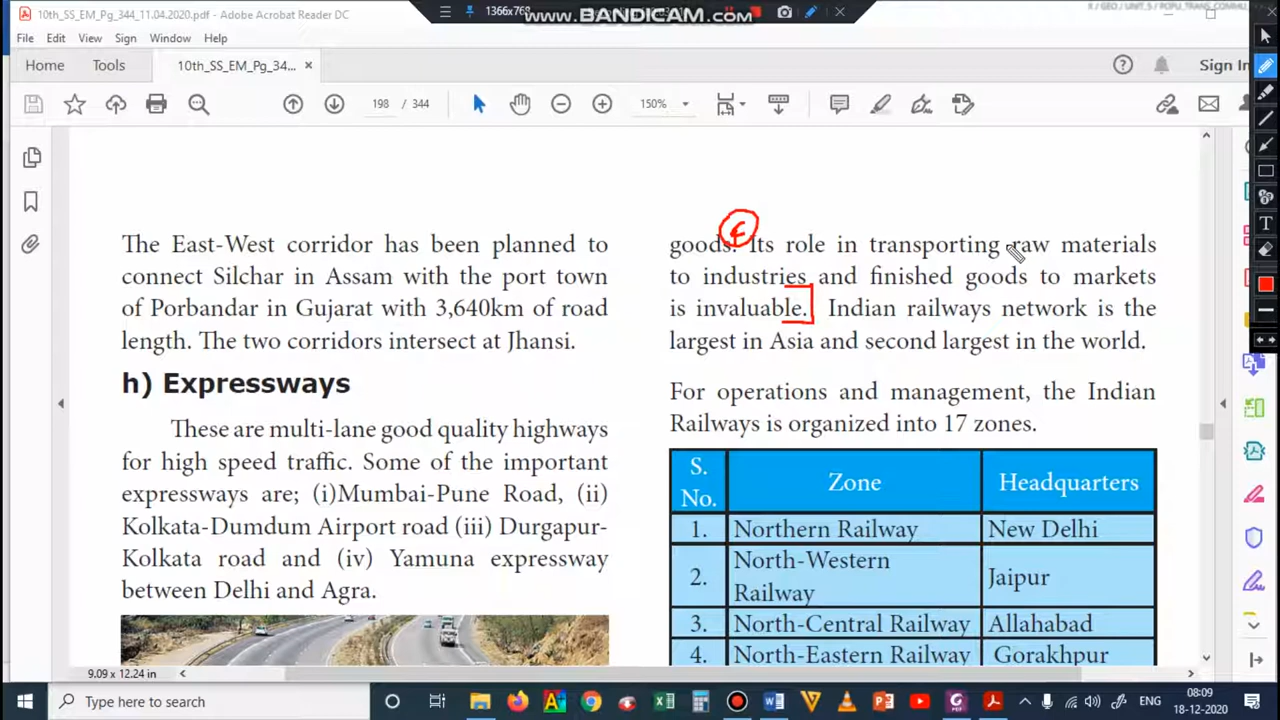 10th_SS_EM_Pg_344_11.04.2020.pdf - Adobe Acrobat Reader DC
1366x768
www.BANDICAM.com
File Edit View Sign Window Help
Home Tools 10th_SS_EM_Pg_34... Sign In
198 / 344 150%
The East-West corridor has been planned to
connect Silchar in Assam with the port town
of Porbandar in Gujarat with 3,640km of road
length. The two corridors intersect at Jhansi.
h) Expressways
These are multi-lane good quality highways
for high speed traffic. Some of the important
expressways are; (i)Mumbai-Pune Road, (ii)
Kolkata-Dumdum Airport road (iii) Durgapur-
Kolkata road and (iv) Yamuna expressway
between Delhi and Agra.
goods. Its role in transporting raw materials
to industries and finished goods to markets
is invaluable. Indian railways network is the
largest in Asia and second largest in the world.
For operations and management, the Indian
Railways is organized into 17 zones.
S. No. Zone Headquarters
1. Northern Railway New Delhi
2. North-Western Railway Jaipur
3. North-Central Railway Allahabad
4. North-Eastern Railway Gorakhpur
9.09 x 12.24 in
Type here to search
ENG
08:09
18-12-2020